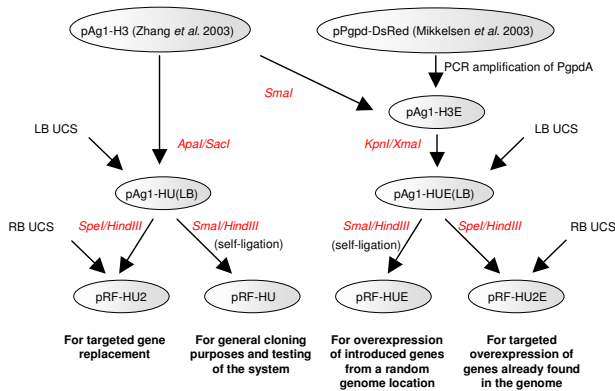 pAg1-H3 (Zhang et al. 2003)
pPgpd-DsRed (Mikkelsen et al. 2003)
PCR amplification of PgpdA
SmaI
pAg1-H3E
LB UCS
ApaI/SacI
KpnI/XmaI
LB UCS
pAg1-HU(LB)
pAg1-HUE(LB)
RB UCS
SpeI/HindIII
SmaI/HindIII
(self-ligation)
SmaI/HindIII
(self-ligation)
SpeI/HindIII
RB UCS
pRF-HU2
pRF-HU
pRF-HUE
pRF-HU2E
For targeted gene
replacement
For general cloning
purposes and testing
of the system
For overexpression
of introduced genes
from a random
genome location
For targeted
overexpression of
genes already found
in the genome